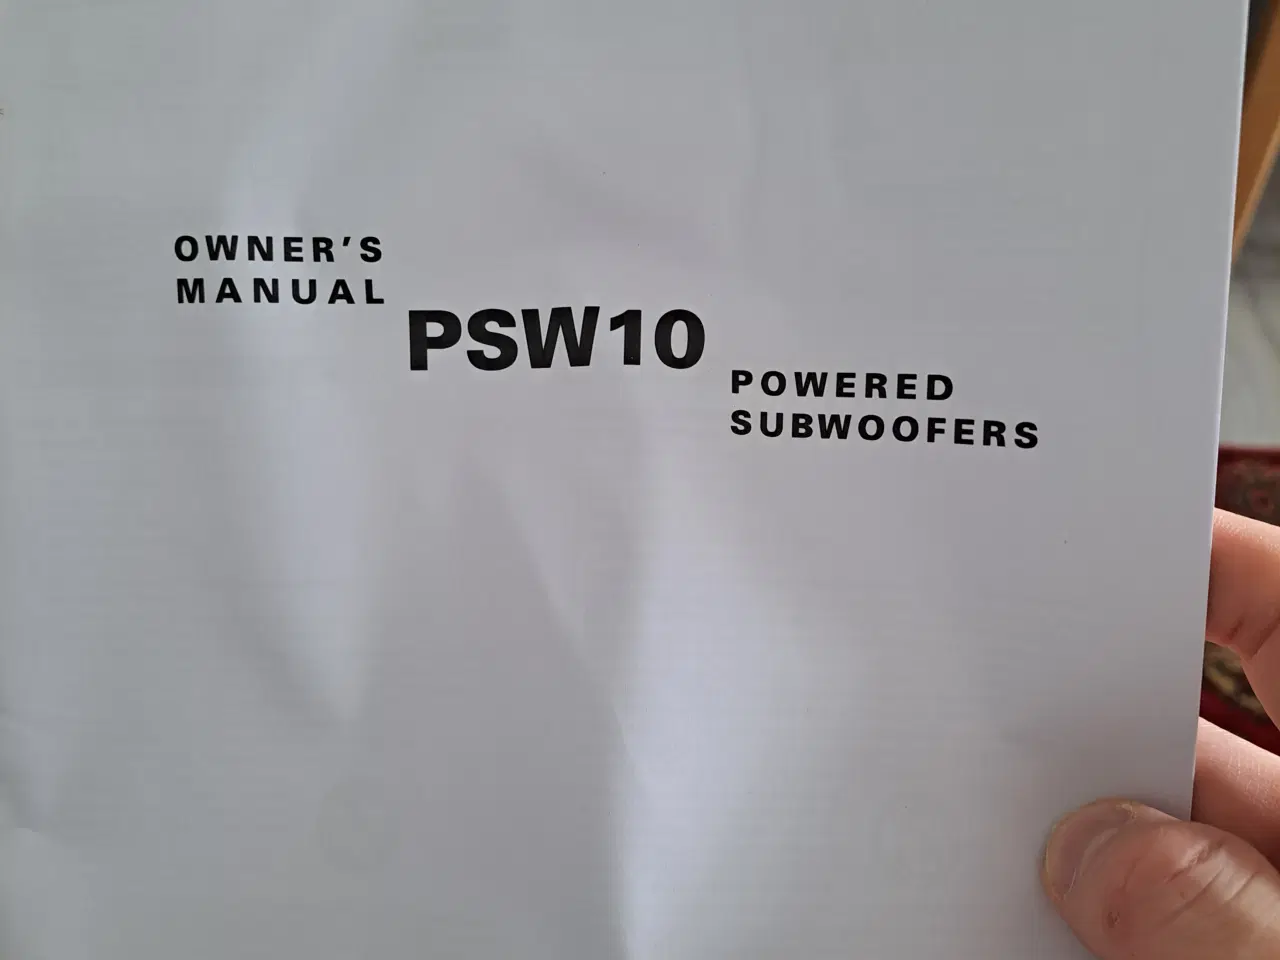 OWNER'S
MANUAL
PSW10
POWERED
SUBWOOFERS